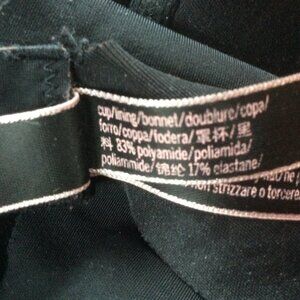 cup/lining/bonnet/doublure/copa/
forro/coppa/fodera/罩杯/里
料 83% polyamide/poliamida/
poliammide/锦纶 17% elastane/
non strizzare o torcere